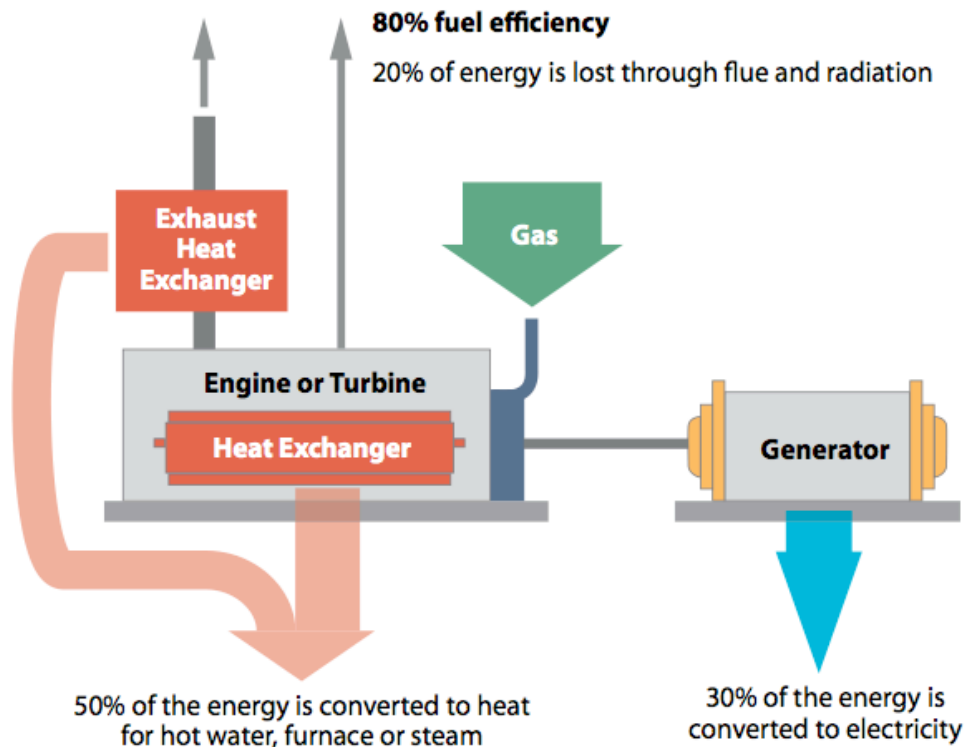 80% fuel efficiency
20% of energy is lost through flue and radiation
Exhaust
Heat
Exchanger
Gas
Engine or Turbine
Heat Exchanger
Generator
50% of the energy is converted to heat
for hot water, furnace or steam
30% of the energy is
converted to electricity